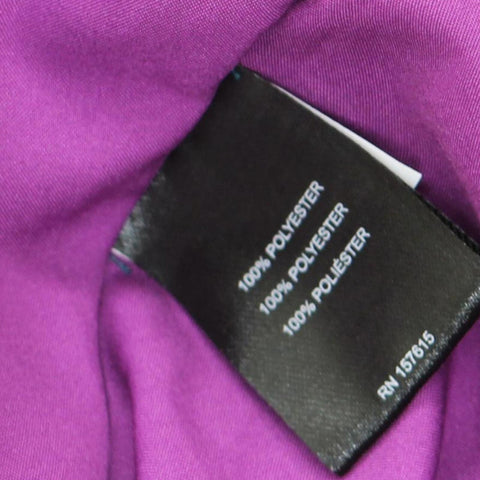 100% POLYESTER
100% POLYESTER
100% POLIÉSTER
RN 157615